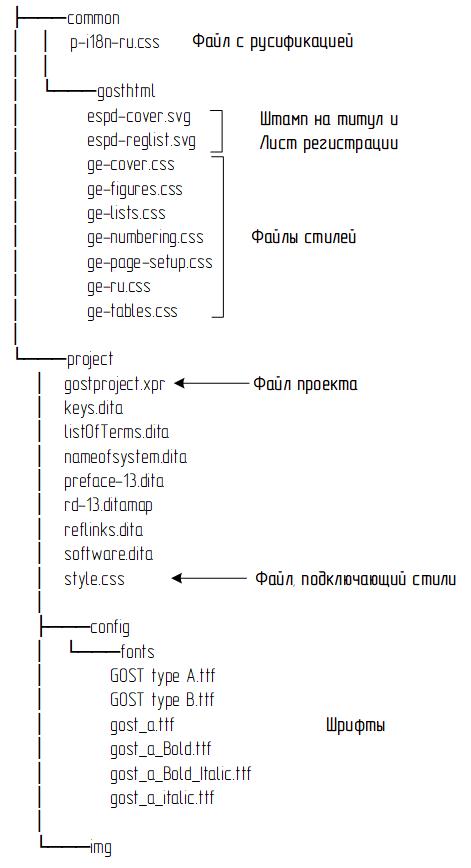 common
p-i18n-ru.css Файл с русификацией
gosthtml
espd-cover.svg Штамп на титул и
espd-reglist.svg Лист регистрации
ge-cover.css
ge-figures.css
ge-lists.css
ge-numbering.css Файлы стилей
ge-page-setup.css
ge-ru.css
ge-tables.css
project
gostproject.xpr Файл проекта
keys.dita
listOfTerms.dita
nameofsystem.dita
preface-13.dita
rd-13.ditamap
reflinks.dita
software.dita
style.css Файл, подключающий стили
config
fonts
GOST type A.ttf
GOST type B.ttf
gost_a.ttf Шрифты
gost_a_Bold.ttf
gost_a_Bold_Italic.ttf
gost_a_italic.ttf
img